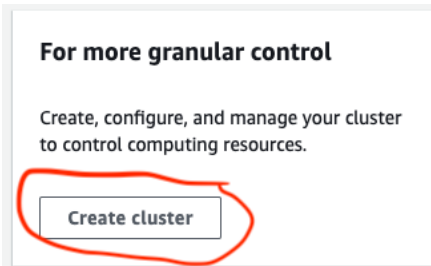 For more granular control
Create, configure, and manage your cluster
to control computing resources.
Create cluster